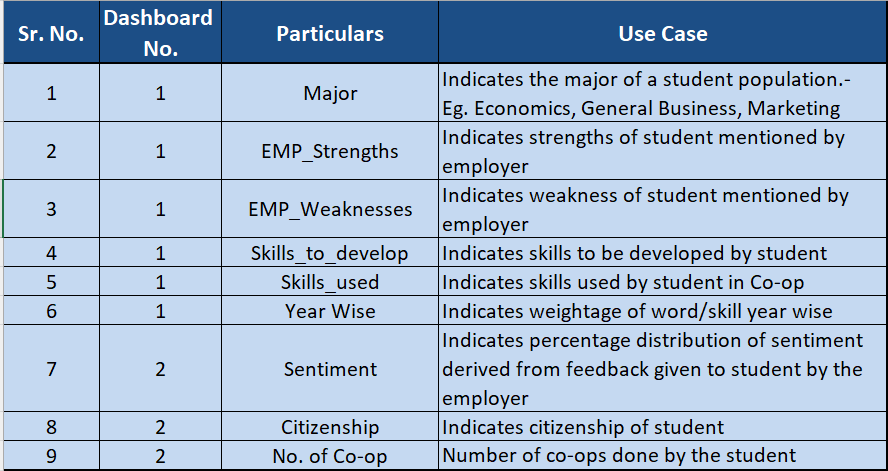 Sr. No. Dashboard No. Particulars Use Case
1 1 Major Indicates the major of a student population.-
Eg. Economics, General Business, Marketing
2 1 EMP_Strengths Indicates strengths of student mentioned by
employer
3 1 EMP_Weaknesses Indicates weakness of student mentioned by
employer
4 1 Skills_to_develop Indicates skills to be developed by student
5 1 Skills_used Indicates skills used by student in Co-op
6 1 Year Wise Indicates weightage of word/skill year wise
7 2 Sentiment Indicates percentage distribution of sentiment
derived from feedback given to student by the
employer
8 2 Citizenship Indicates citizenship of student
9 2 No. of Co-op Number of co-ops done by the student